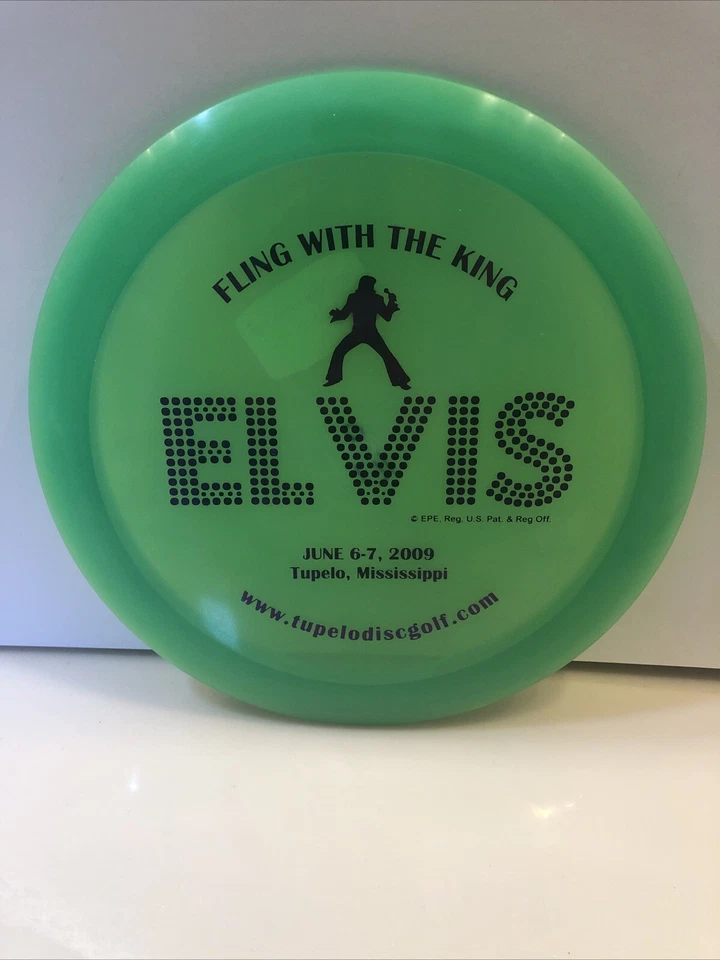 FLING WITH THE KING
ELVIS
© EPE, Reg. U.S. Pat. & Reg Off.
JUNE 6-7, 2009
Tupelo, Mississippi
www.tupelodiscgolf.com